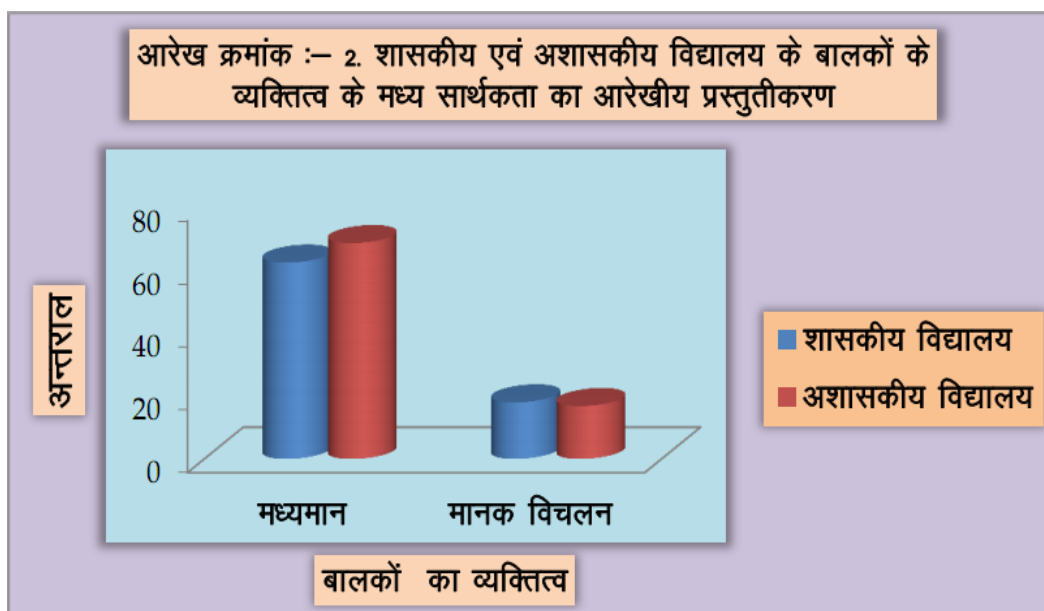 आरेख क्रमांक :– 2. शासकीय एवं अशासकीय विद्यालय के बालकों के
व्यक्तित्व के मध्य सार्थकता का आरेखीय प्रस्तुतीकरण
80
60
40
20
0
अन्तराल
मध्यमान मानक विचलन
बालकों का व्यक्तित्व
शासकीय विद्यालय
अशासकीय विद्यालय